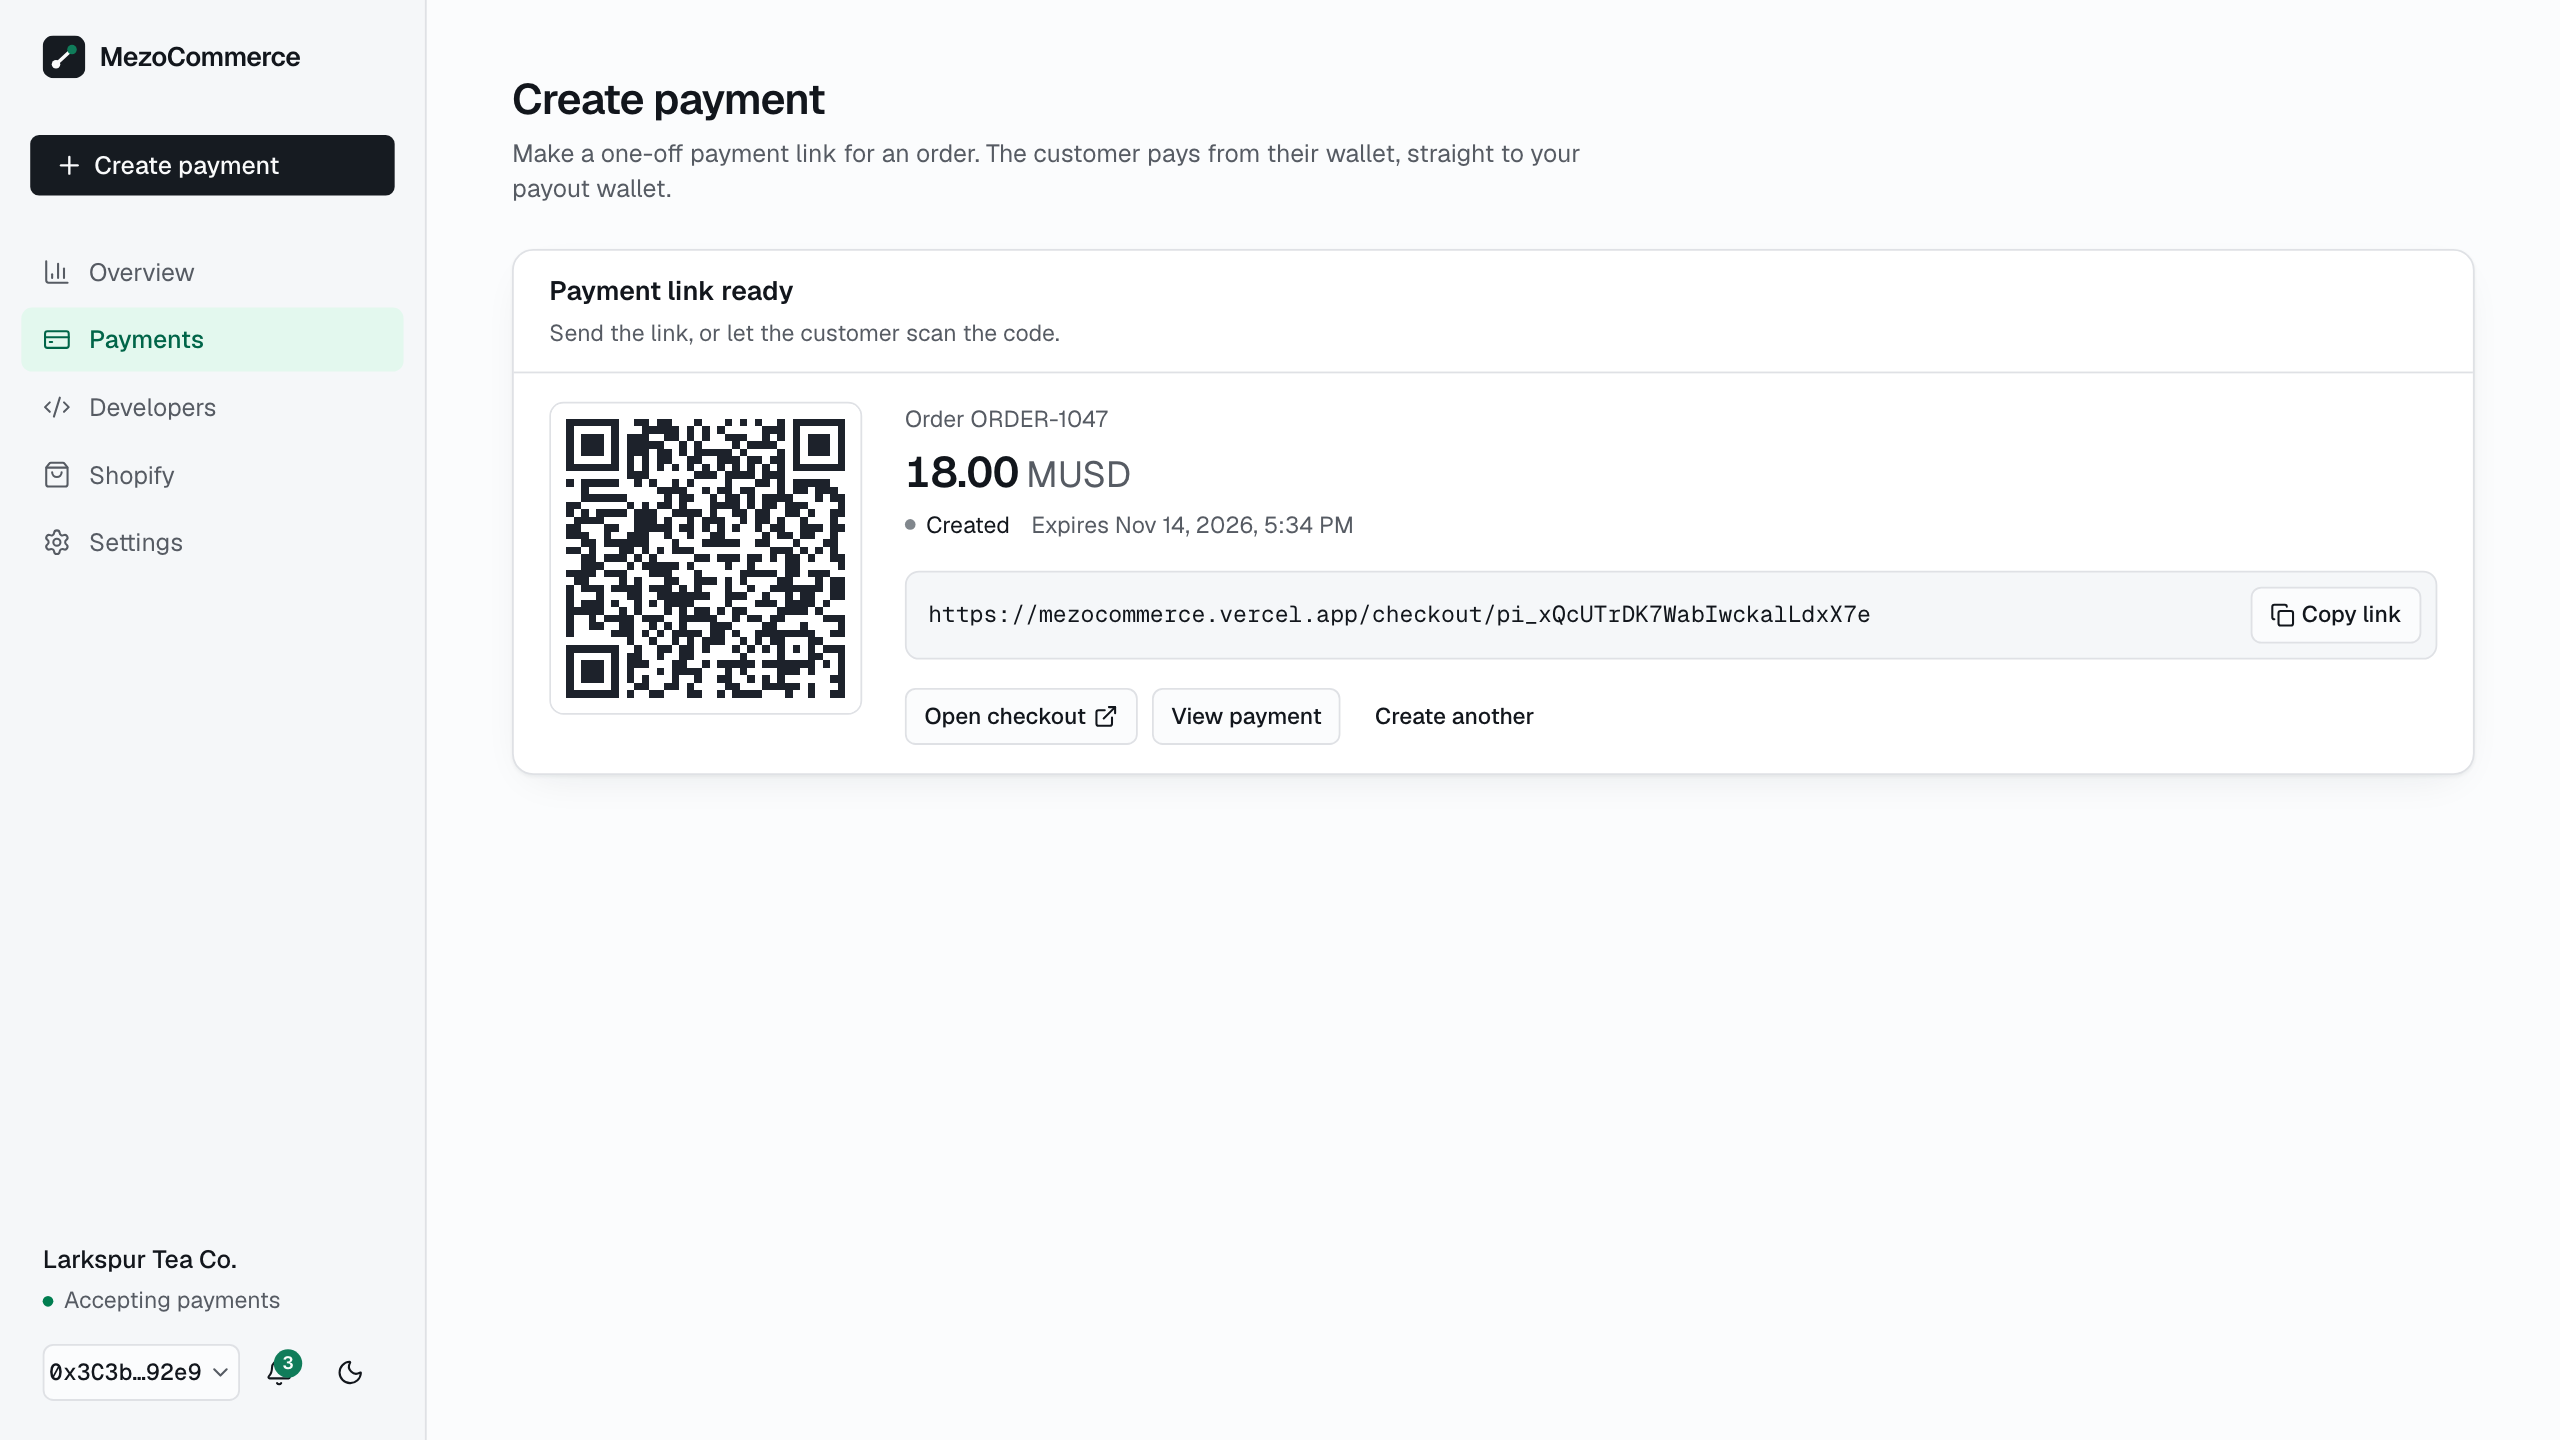 MezoCommerce
Create payment
Overview
Payments
Developers
Shopify
Settings
Larkspur Tea Co.
Accepting payments
0x3C3b…92e9
3
Create payment
Make a one-off payment link for an order. The customer pays from their wallet, straight to your
payout wallet.
Payment link ready
Send the link, or let the customer scan the code.
Order ORDER-1047
18.00 MUSD
Created Expires Nov 14, 2026, 5:34 PM
https://mezocommerce.vercel.app/checkout/pi_xQcUTrDK7WabIwckalLdxX7e
Copy link
Open checkout
View payment
Create another